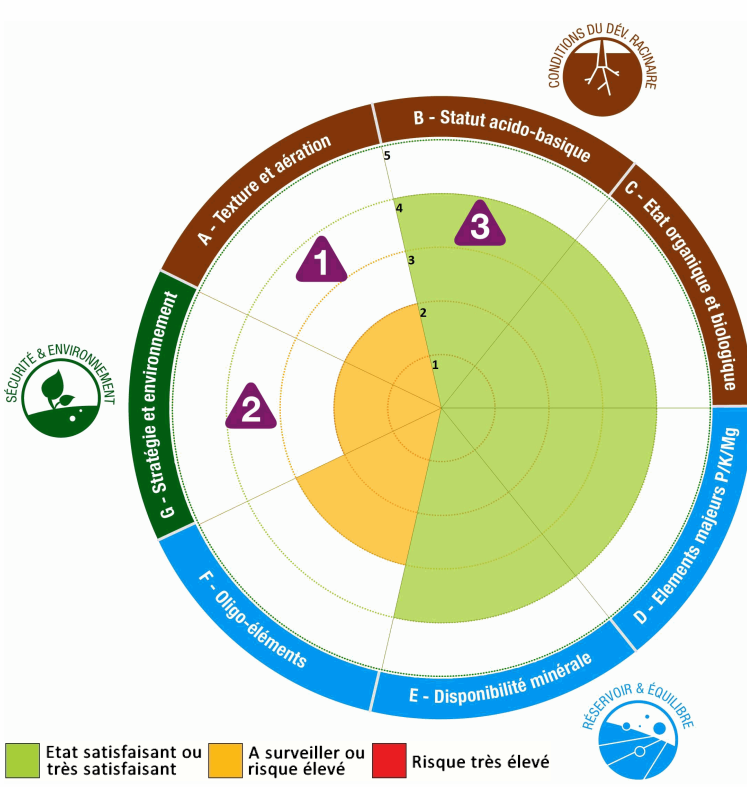 CONDITIONS DU DÉV. RACINAIRE
B - Statut acido-basique
A - Texture et aération
C - Etat organique et biologique
5
4
3
3
1
3
2
1
SÉCURITÉ & ENVIRONNEMENT
G - Stratégie et environnement
2
D - Elements majeurs P/K/Mg
F - Oligo-éléments
E - Disponibilité minérale
RÉSERVOIR & ÉQUILIBRE
Etat satisfaisant ou
très satisfaisant
A surveiller ou
risque élevé
Risque très élevé